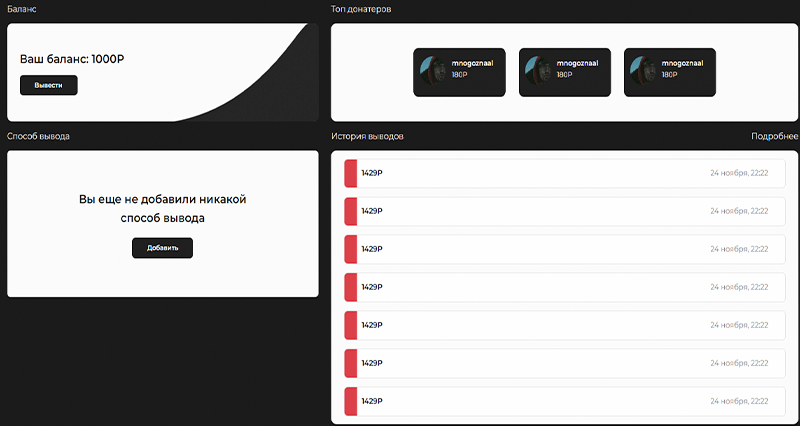 Баланс
Ваш баланс: 1000Р
Вывести
Топ донатеров
mnogoznaal
180Р
mnogoznaal
180Р
mnogoznaal
180Р
Способ вывода
Вы еще не добавили никакой
способ вывода
Добавить
История выводов
Подробнее
1429Р 24 ноября, 22:22
1429Р 24 ноября, 22:22
1429Р 24 ноября, 22:22
1429Р 24 ноября, 22:22
1429Р 24 ноября, 22:22
1429Р 24 ноября, 22:22
1429Р 24 ноября, 22:22